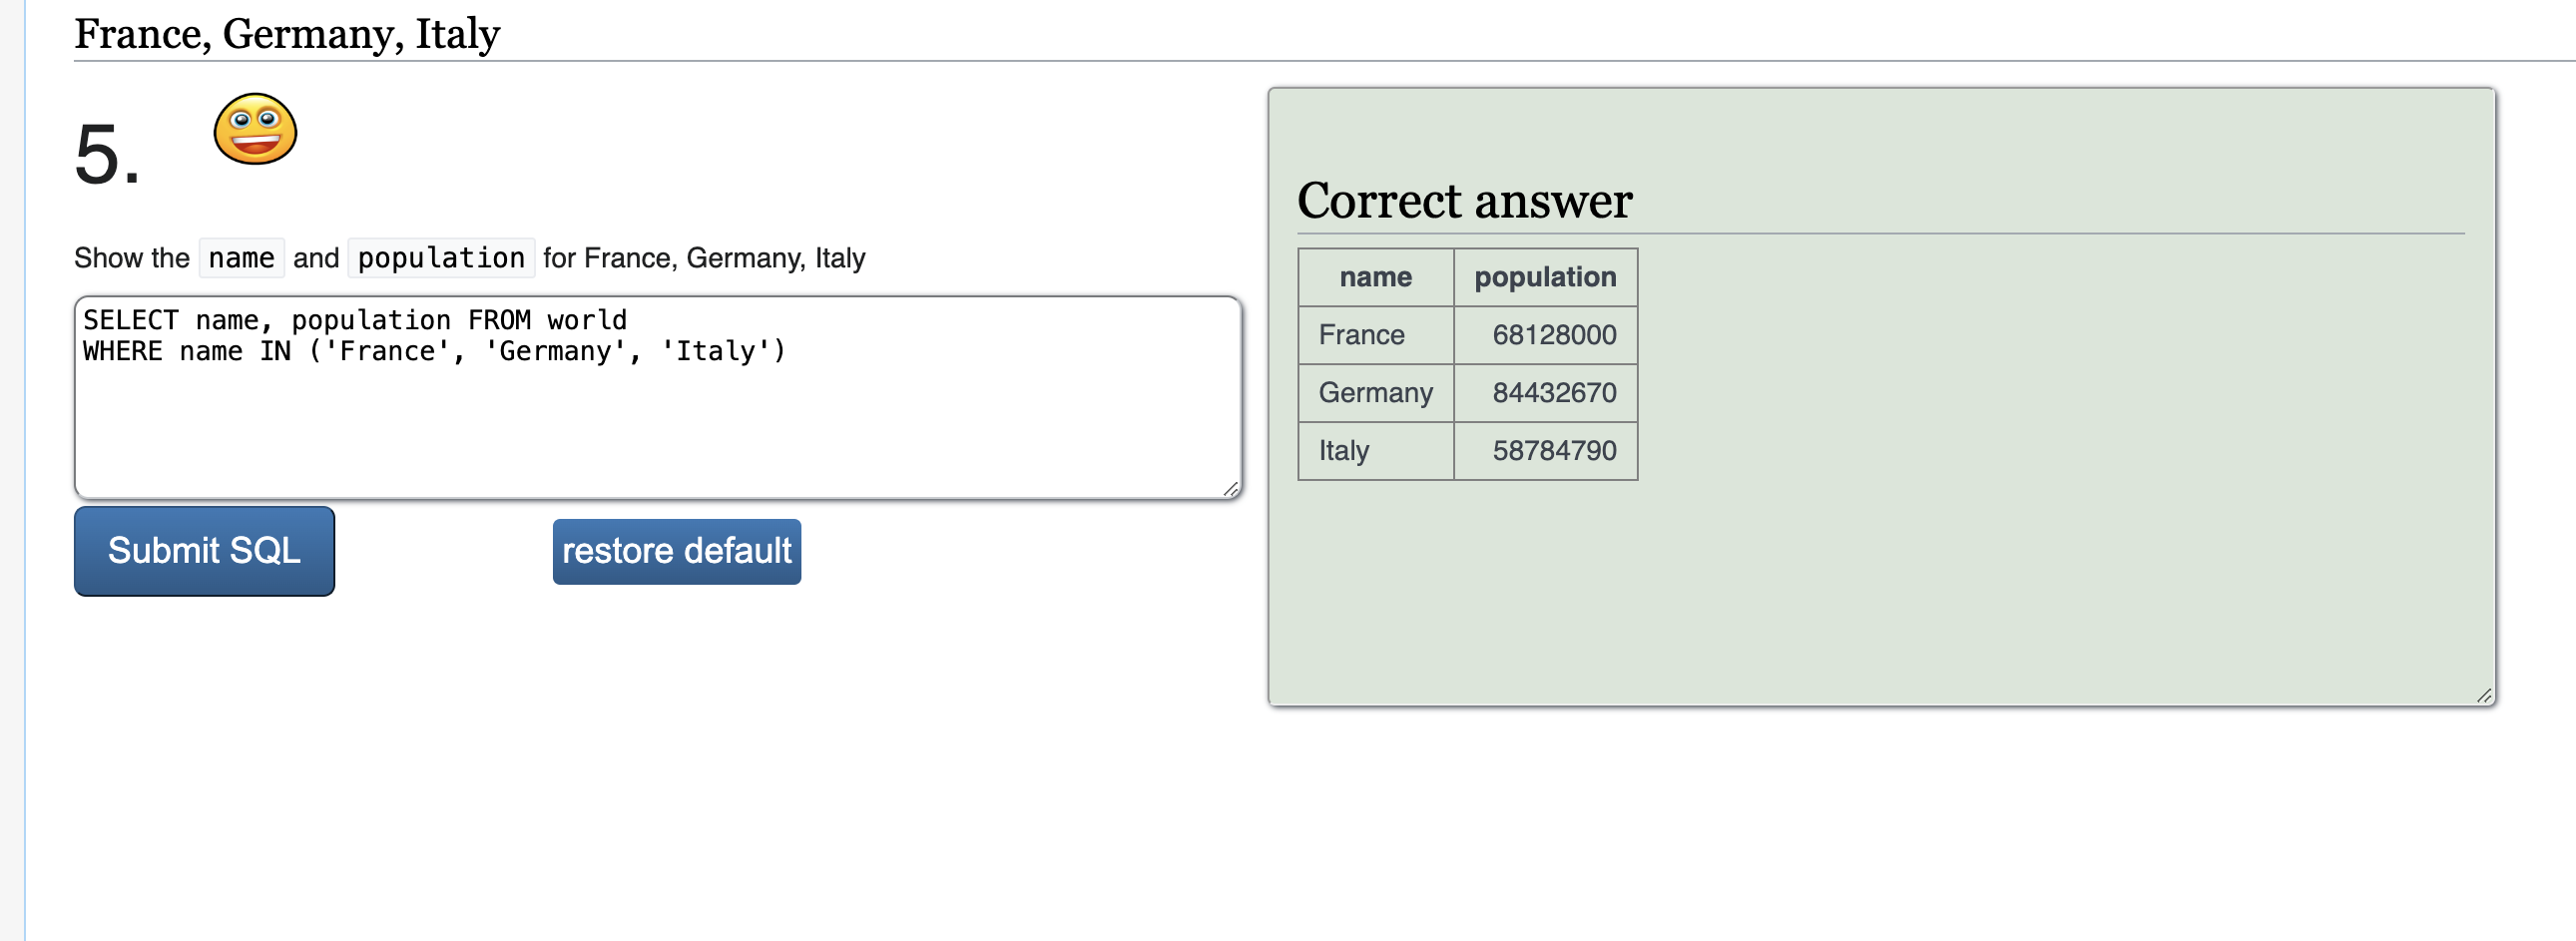 France, Germany, Italy
5.
Show the name and population for France, Germany, Italy
SELECT name, population FROM world
WHERE name IN ('France', 'Germany', 'Italy')
Submit SQL
restore default
Correct answer
name population
France 68128000
Germany 84432670
Italy 58784790